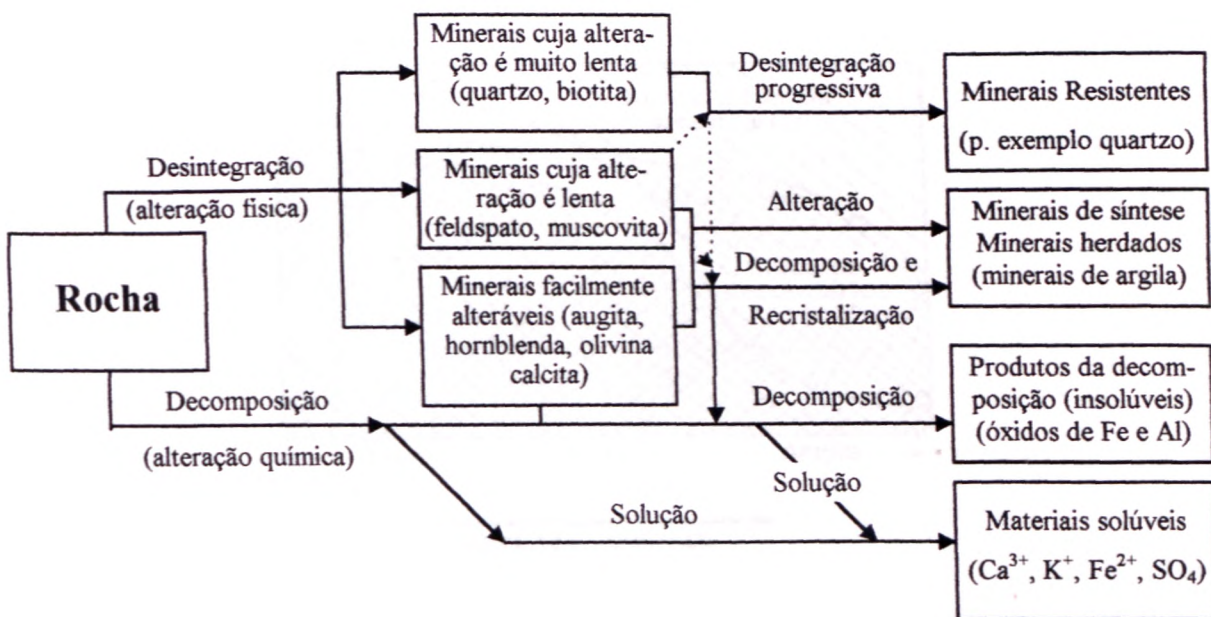 Minerais cuja altera-
ção é muito lenta
(quartzo, biotita)
Desintegração
progressiva
Minerais Resistentes
(p. exemplo quartzo)
Desintegração
(alteração física)
Minerais cuja alte-
ração é lenta
(feldspato, muscovita)
Alteração
Minerais de síntese
Minerais herdados
(minerais de argila)
Decomposição e
Recristalização
Rocha
Minerais facilmente
alteráveis (augita,
hornblenda, olivina
calcita)
Decomposição
(alteração química)
Decomposição
Produtos da decom-
posição (insolúveis)
(óxidos de Fe e Al)
Solução
Solução
Materiais solúveis
(Ca³⁺, K⁺, Fe²⁺, SO₄)